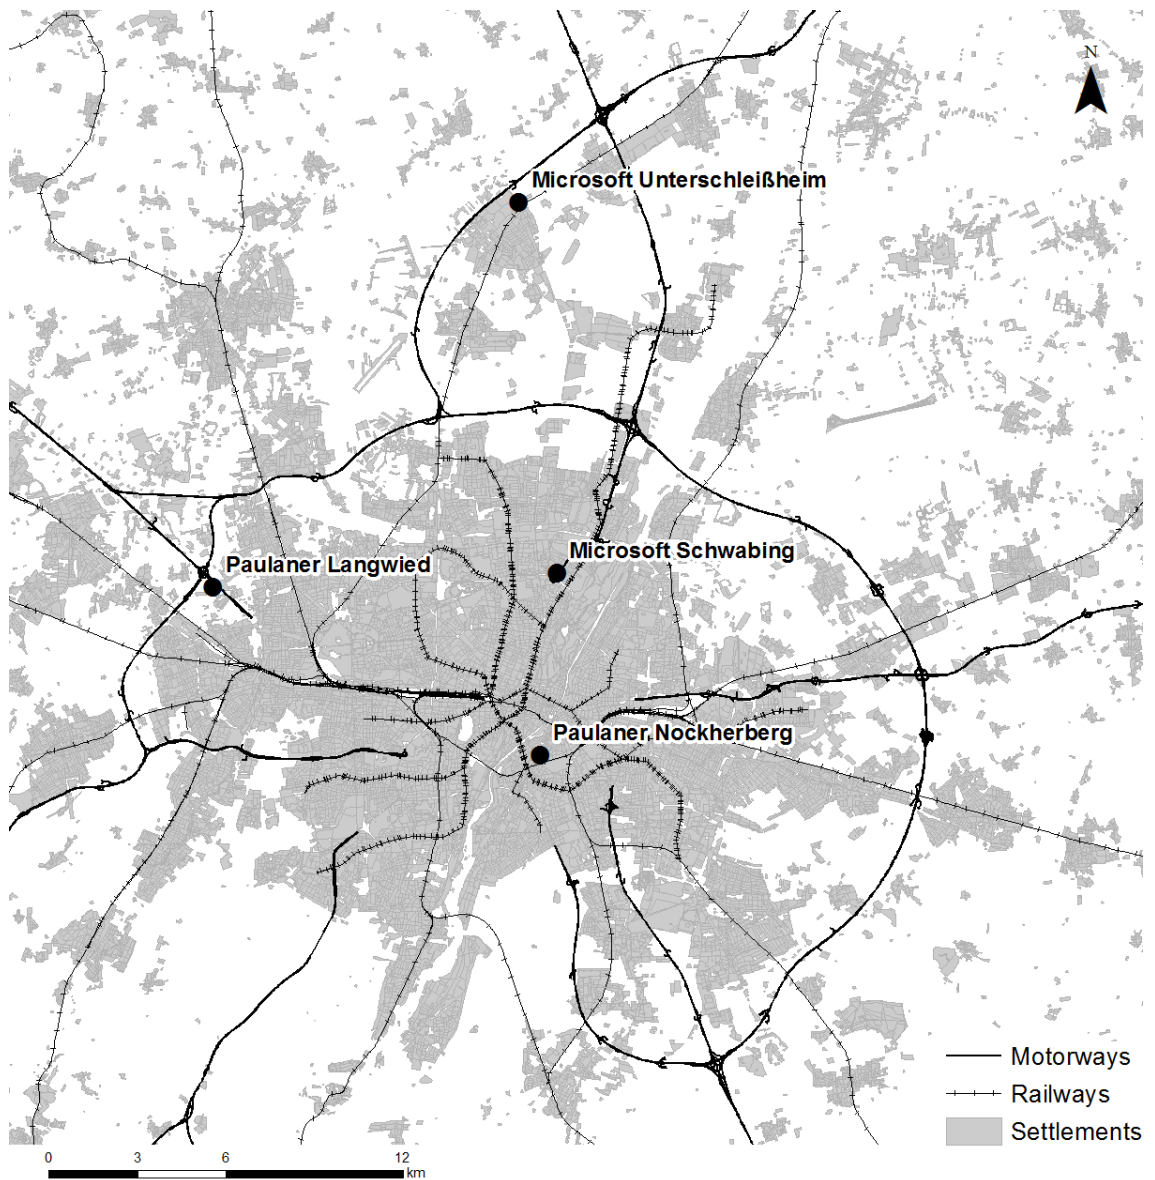 N
Microsoft Unterschleißheim
Microsoft Schwabing
Paulaner Langwied
Paulaner Nockherberg
Motorways
Railways
Settlements
0 3 6 12
km